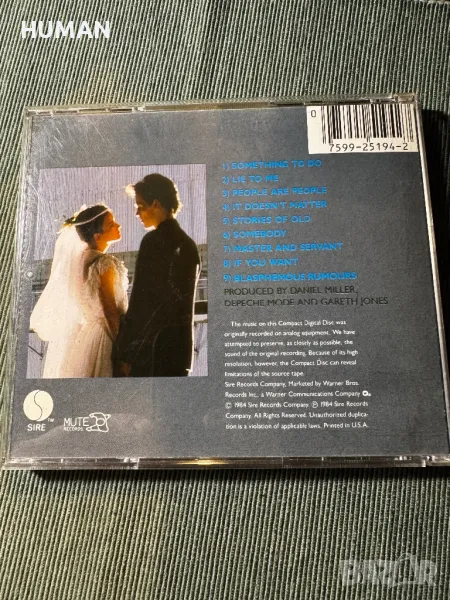 HUMAN
0
7599-25194-2
1) SOMETHING TO DO
2) LIE TO ME
3) PEOPLE ARE PEOPLE
4) IT DOESN'T MATTER
5) STORIES OF OLD
6) SOMEBODY
7) MASTER AND SERVANT
8) IF YOU WANT
9) BLASPHEMOUS RUMOURS
PRODUCED BY DANIEL MILLER,
DEPECHE MODE AND GARETH JONES
The music on this Compact Digital Disc was
originally recorded on analog equipment. We have
attempted to preserve, as closely as possible, the
sound of the original recording. Because of its high
resolution, however, the Compact Disc can reveal
limitations of the source tape.
Sire Records Company, Marketed by Warner Bros.
Records Inc., a Warner Communications Company
© 1984 Sire Records Company ℗ 1984 Sire Records
Company. All Rights Reserved. Unauthorized duplica-
tion is a violation of applicable laws. Printed in U.S.A.
SIRE ™
MUTE
RECORDS
BAZAR